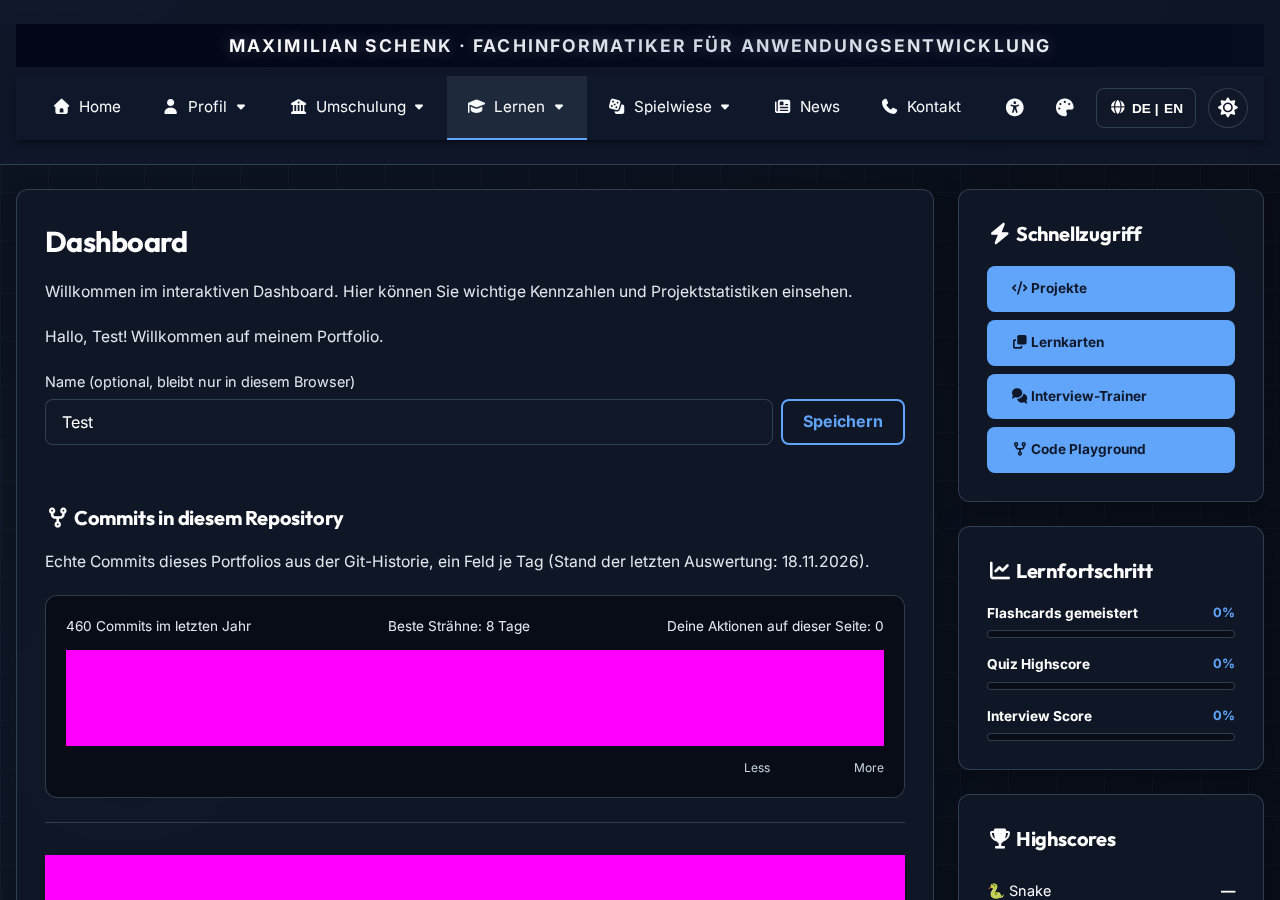 MAXIMILIAN SCHENK · FACHINFORMATIKER FÜR ANWENDUNGSENTWICKLUNG
Home Profil Umschulung Lernen Spielwiese News Kontakt DE | EN
Dashboard
Willkommen im interaktiven Dashboard. Hier können Sie wichtige Kennzahlen und Projektstatistiken einsehen.
Hallo, Test! Willkommen auf meinem Portfolio.
Name (optional, bleibt nur in diesem Browser)
Test
Speichern
Commits in diesem Repository
Echte Commits dieses Portfolios aus der Git-Historie, ein Feld je Tag (Stand der letzten Auswertung: 18.11.2026).
460 Commits im letzten Jahr Beste Strähne: 8 Tage Deine Aktionen auf dieser Seite: 0
Less More
Schnellzugriff
Projekte
Lernkarten
Interview-Trainer
Code Playground
Lernfortschritt
Flashcards gemeistert 0%
Quiz Highscore 0%
Interview Score 0%
Highscores
Snake —